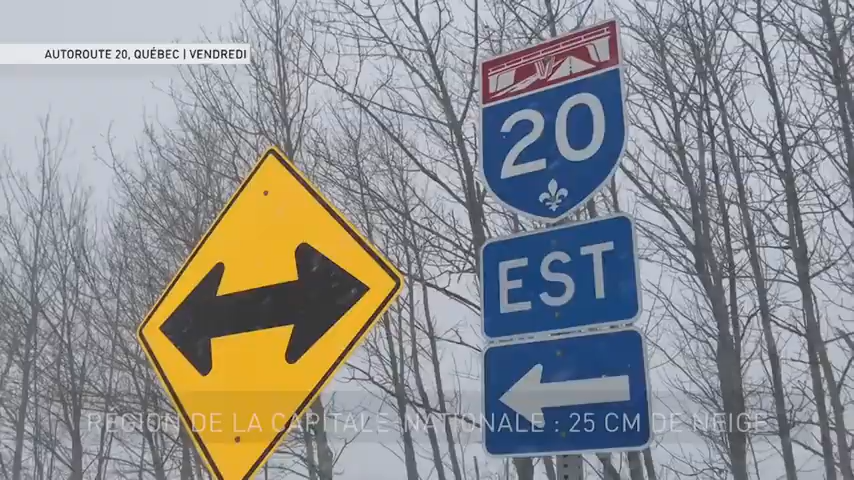 AUTOROUTE 20, QUÉBEC | VENDREDI
20
EST
RÉGION DE LA CAPITALE-NATIONALE : 25 CM DE NEIGE